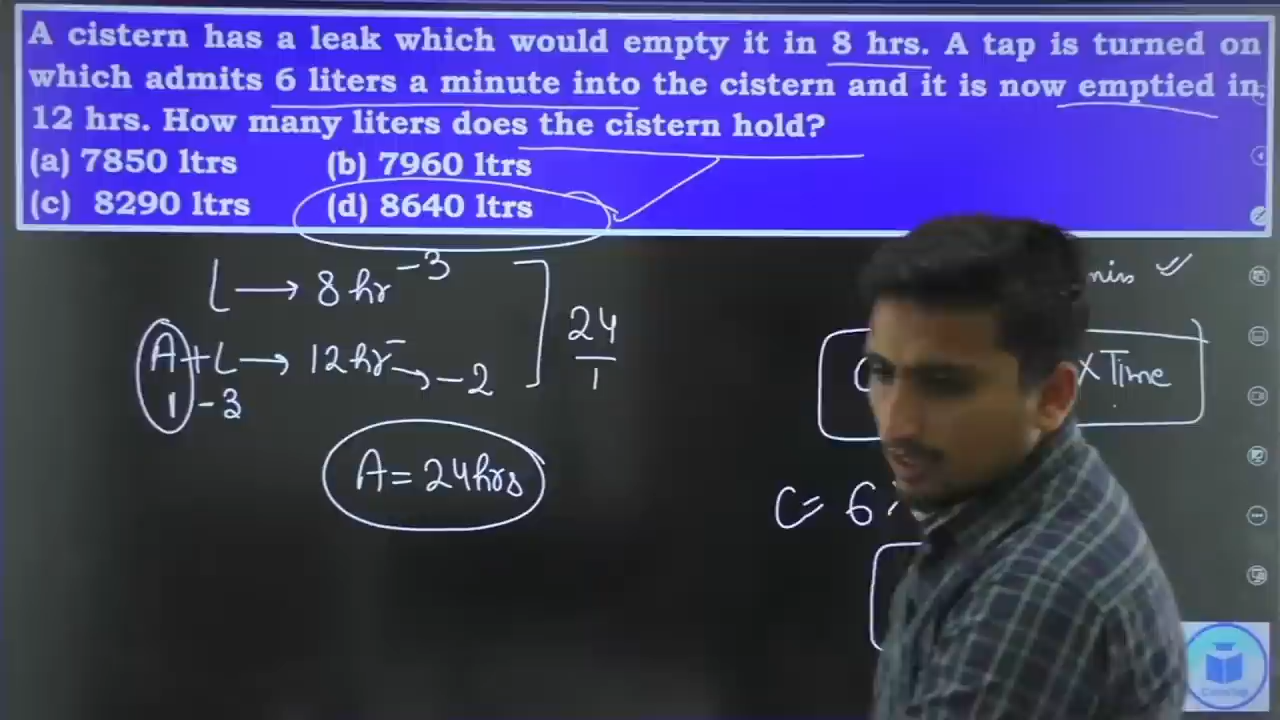 A cistern has a leak which would empty it in 8 hrs. A tap is turned on
which admits 6 liters a minute into the cistern and it is now emptied in
12 hrs. How many liters does the cistern hold?
(a) 7850 ltrs (b) 7960 ltrs
(c) 8290 ltrs (d) 8640 ltrs
L → 8 hr -3
A+L → 12 hr → -2
1 -3
24
1
A = 24 hrs
× Time
C = 6